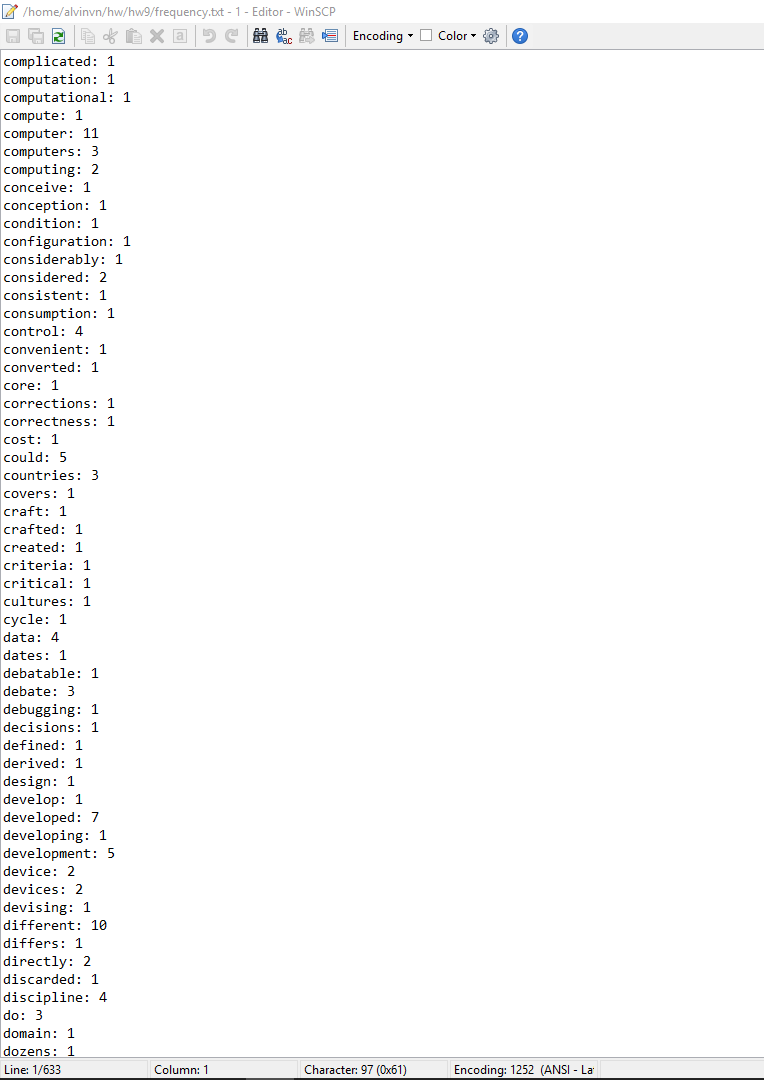 /home/alvinvn/hw/hw9/frequency.txt - 1 - Editor - WinSCP
Encoding Color
complicated: 1
computation: 1
computational: 1
compute: 1
computer: 11
computers: 3
computing: 2
conceive: 1
conception: 1
condition: 1
configuration: 1
considerably: 1
considered: 2
consistent: 1
consumption: 1
control: 4
convenient: 1
converted: 1
core: 1
corrections: 1
correctness: 1
cost: 1
could: 5
countries: 3
covers: 1
craft: 1
crafted: 1
created: 1
criteria: 1
critical: 1
cultures: 1
cycle: 1
data: 4
dates: 1
debatable: 1
debate: 3
debugging: 1
decisions: 1
defined: 1
derived: 1
design: 1
develop: 1
developed: 7
developing: 1
development: 5
device: 2
devices: 2
devising: 1
different: 10
differs: 1
directly: 2
discarded: 1
discipline: 4
do: 3
domain: 1
dozens: 1
Line: 1/633 Column: 1 Character: 97 (0x61) Encoding: 1252 (ANSI - La